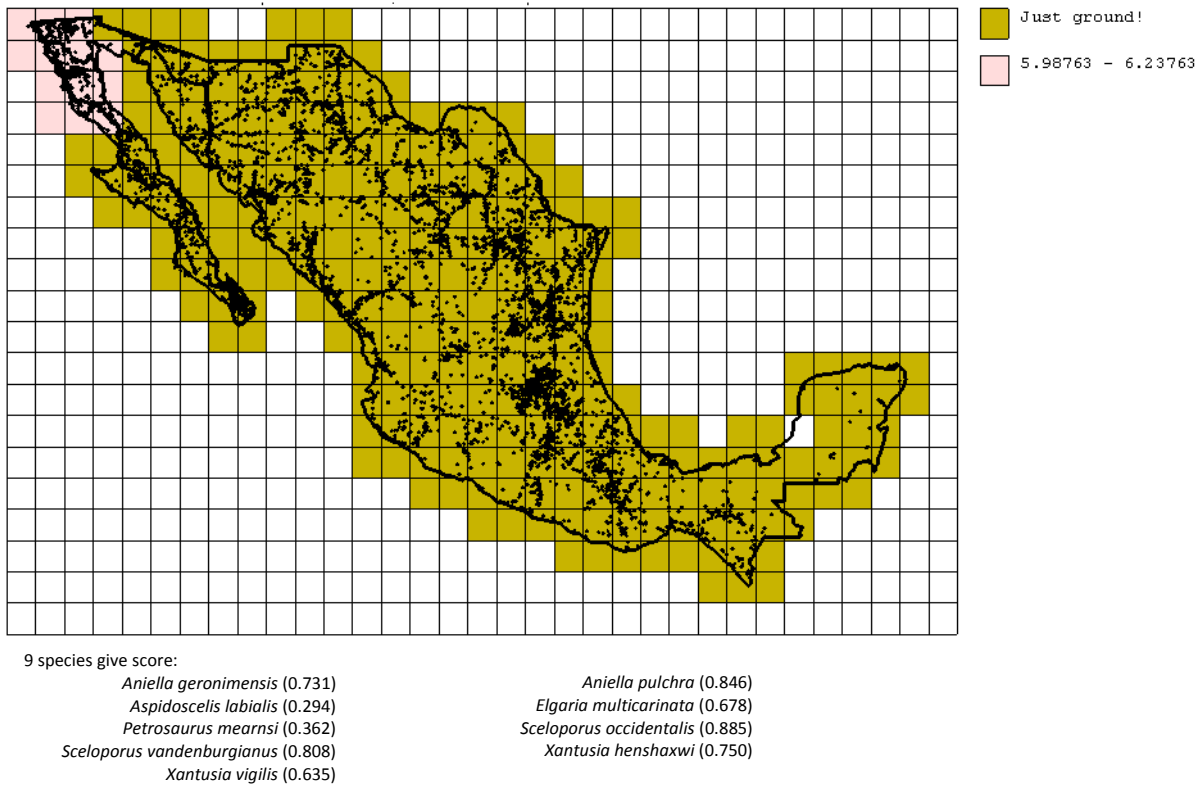 Just ground!
5.98763 - 6.23763
9 species give score:
Aniella geronimensis (0.731)
Aspidoscelis labialis (0.294)
Petrosaurus mearnsi (0.362)
Sceloporus vandenburgianus (0.808)
Xantusia vigilis (0.635)
Aniella pulchra (0.846)
Elgaria multicarinata (0.678)
Sceloporus occidentalis (0.885)
Xantusia henshaxwi (0.750)